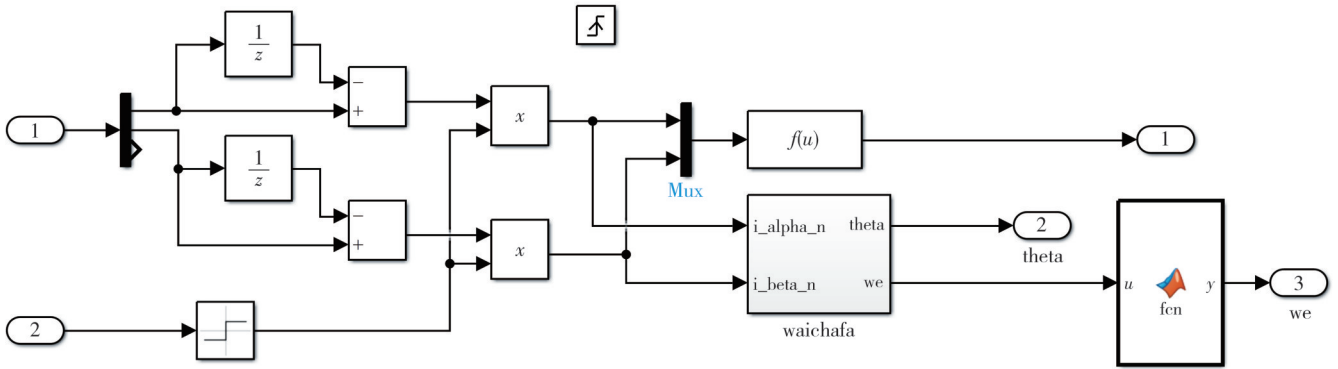 1
z
−
+
1
x
1
z
−
+
x
2
Mux
f(u)
1
i_alpha_n
theta
i_beta_n
we
waichafa
2
theta
u
fcn
y
3
we